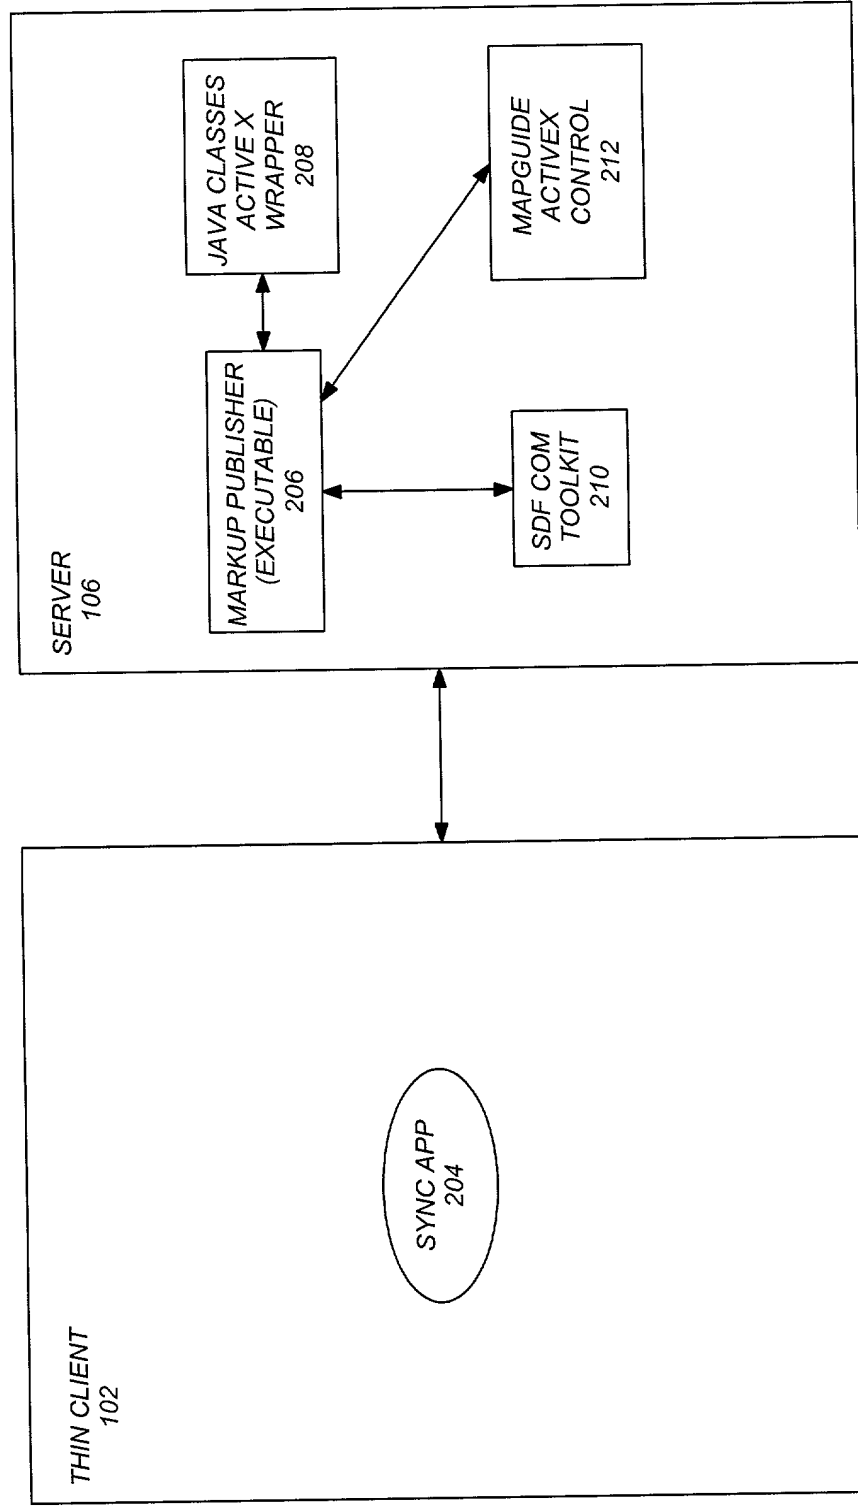 THIN CLIENT
102
SYNC APP
204
SERVER
106
MARKUP PUBLISHER
(EXECUTABLE)
206
JAVA CLASSES
ACTIVE X
WRAPPER
208
SDF COM
TOOLKIT
210
MAPGUIDE
ACTIVEX
CONTROL
212